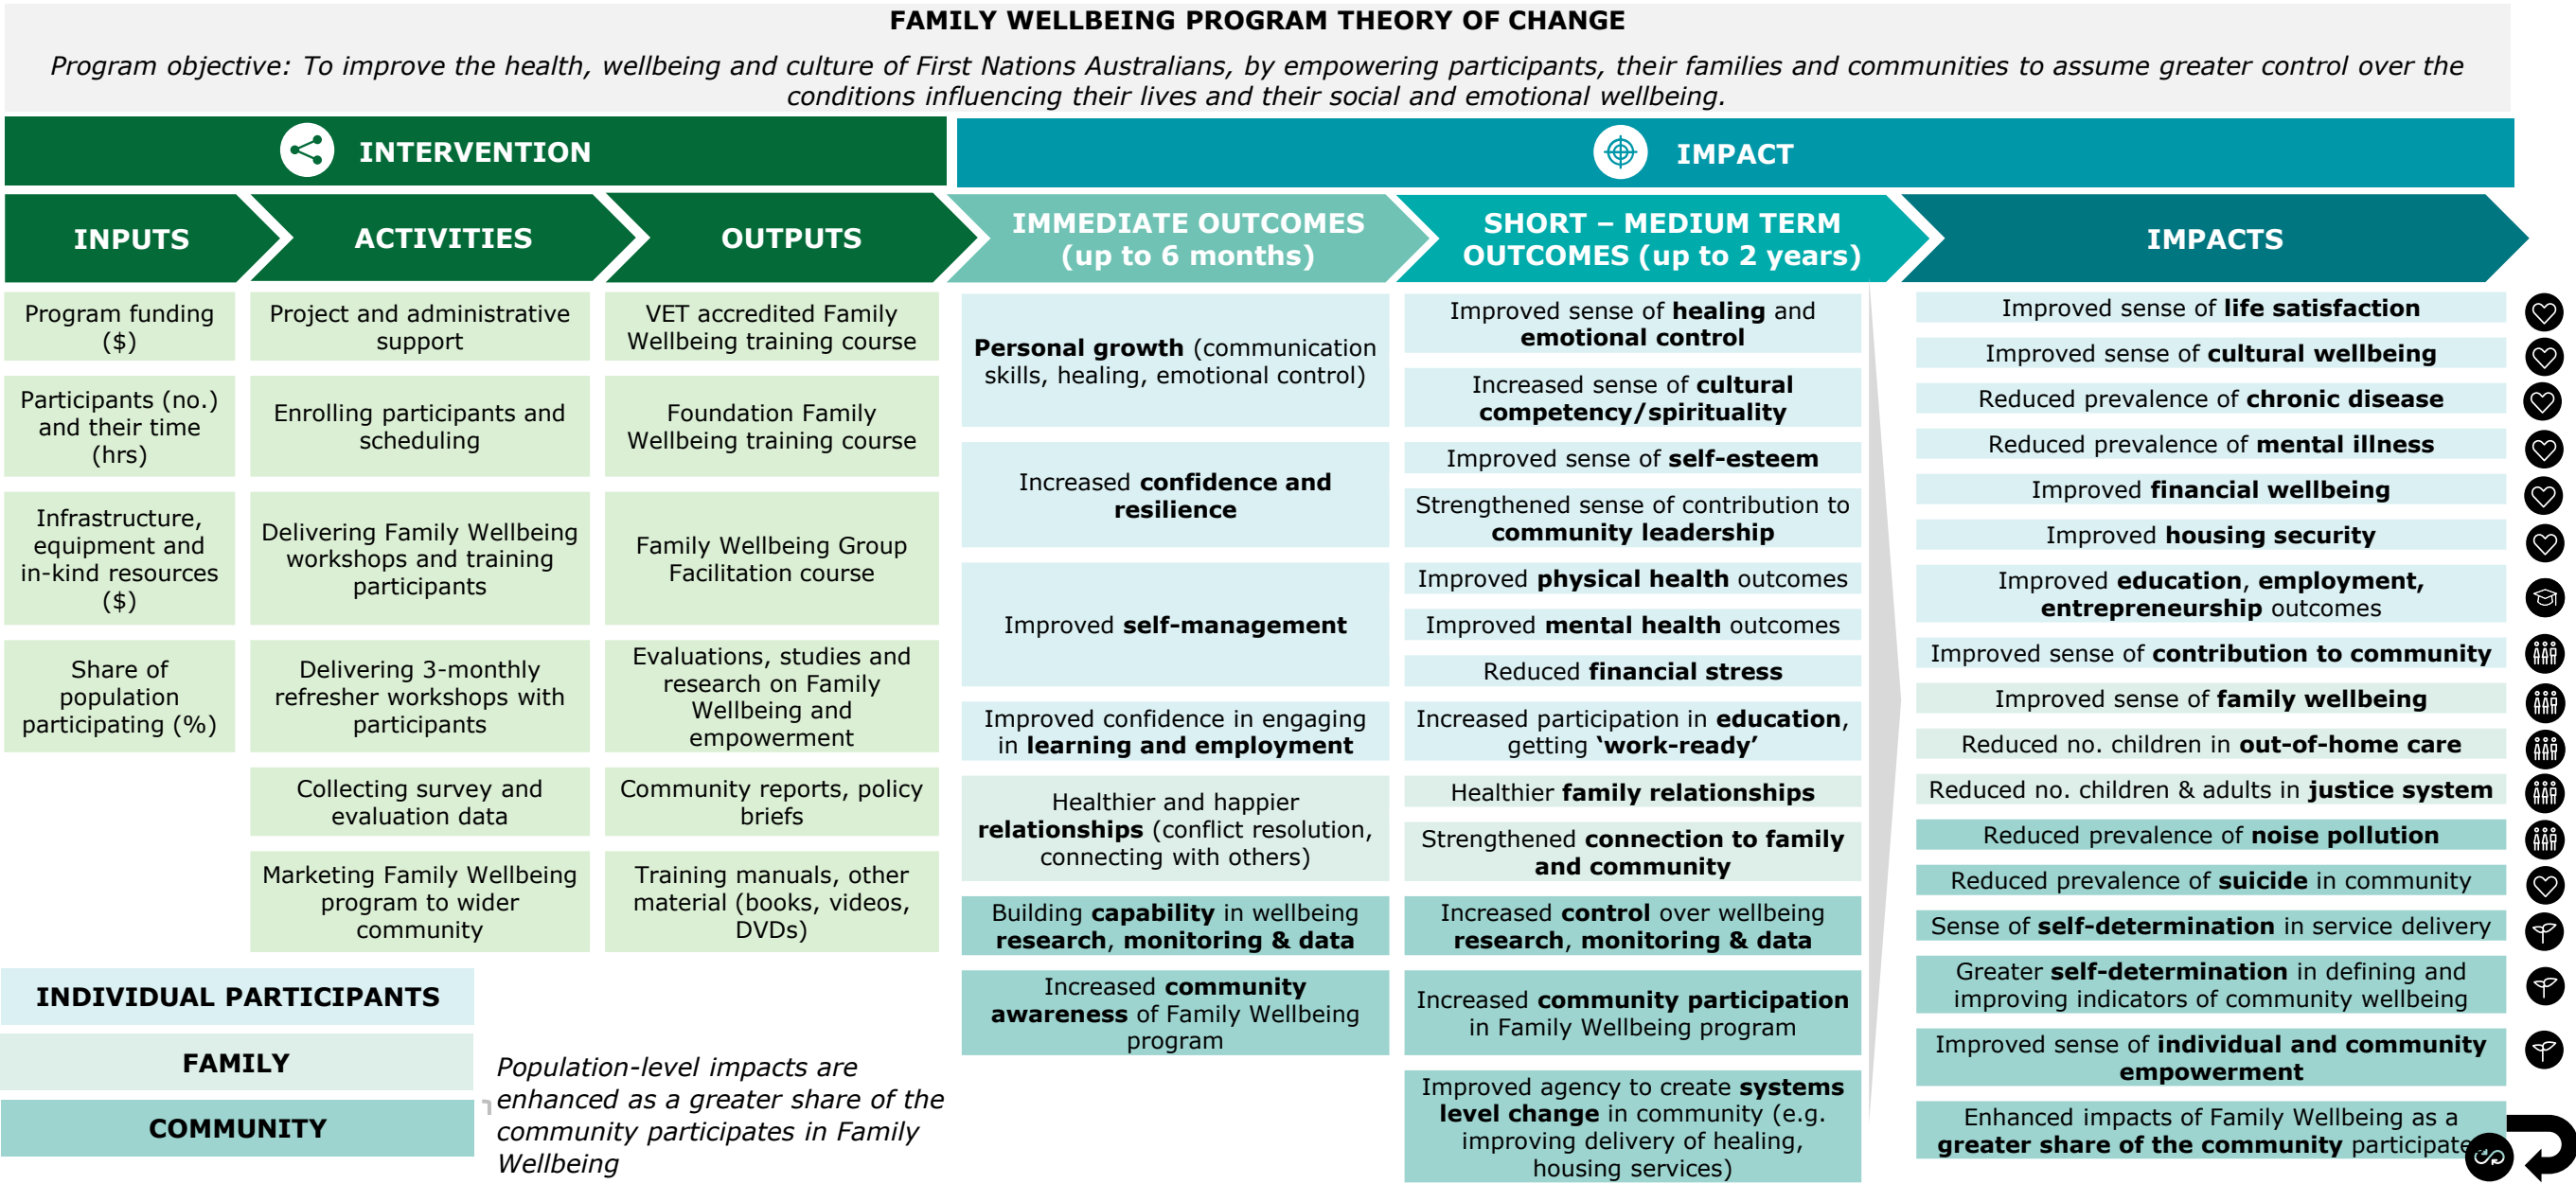 FAMILY WELLBEING PROGRAM THEORY OF CHANGE
Program objective: To improve the health, wellbeing and culture of First Nations Australians, by empowering participants, their families and communities to assume greater control over the
conditions influencing their lives and their social and emotional wellbeing.
INTERVENTION
IMPACT
INPUTS
ACTIVITIES
OUTPUTS
IMMEDIATE OUTCOMES
(up to 6 months)
SHORT – MEDIUM TERM
OUTCOMES (up to 2 years)
IMPACTS
Program funding
($)
Participants (no.)
and their time
(hrs)
Infrastructure,
equipment and
in-kind resources
($)
Share of
population
participating (%)
Project and administrative
support
Enrolling participants and
scheduling
Delivering Family Wellbeing
workshops and training
participants
Delivering 3-monthly
refresher workshops with
participants
Collecting survey and
evaluation data
Marketing Family Wellbeing
program to wider
community
VET accredited Family
Wellbeing training course
Foundation Family
Wellbeing training course
Family Wellbeing Group
Facilitation course
Evaluations, studies and
research on Family
Wellbeing and
empowerment
Community reports, policy
briefs
Training manuals, other
material (books, videos,
DVDs)
Personal growth (communication
skills, healing, emotional control)
Increased confidence and
resilience
Improved self-management
Improved confidence in engaging
in learning and employment
Healthier and happier
relationships (conflict resolution,
connecting with others)
Building capability in wellbeing
research, monitoring & data
Increased community
awareness of Family Wellbeing
program
Improved sense of healing and
emotional control
Increased sense of cultural
competency/spirituality
Improved sense of self-esteem
Strengthened sense of contribution to
community leadership
Improved physical health outcomes
Improved mental health outcomes
Reduced financial stress
Increased participation in education,
getting ‘work-ready’
Healthier family relationships
Strengthened connection to family
and community
Increased control over wellbeing
research, monitoring & data
Increased community participation
in Family Wellbeing program
Improved agency to create systems
level change in community (e.g.
improving delivery of healing,
housing services)
Improved sense of life satisfaction
Improved sense of cultural wellbeing
Reduced prevalence of chronic disease
Reduced prevalence of mental illness
Improved financial wellbeing
Improved housing security
Improved education, employment,
entrepreneurship outcomes
Improved sense of contribution to community
Improved sense of family wellbeing
Reduced no. children in out-of-home care
Reduced no. children & adults in justice system
Reduced prevalence of noise pollution
Reduced prevalence of suicide in community
Sense of self-determination in service delivery
Greater self-determination in defining and
improving indicators of community wellbeing
Improved sense of individual and community
empowerment
Enhanced impacts of Family Wellbeing as a
greater share of the community participate
INDIVIDUAL PARTICIPANTS
FAMILY
COMMUNITY
Population-level impacts are
enhanced as a greater share of the
community participates in Family
Wellbeing